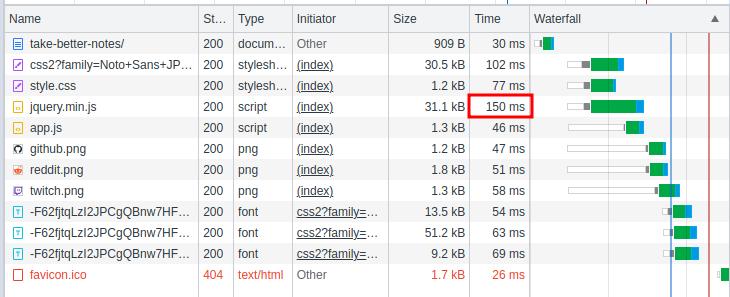 Name St... Type Initiator Size Time Waterfall
take-better-notes/ 200 docum... Other 909 B 30 ms
css2?family=Noto+Sans+JP... 200 stylesh... (index) 30.5 kB 102 ms
style.css 200 stylesh... (index) 1.2 kB 77 ms
jquery.min.js 200 script (index) 31.1 kB 150 ms
app.js 200 script (index) 1.3 kB 46 ms
github.png 200 png (index) 1.2 kB 47 ms
reddit.png 200 png (index) 1.8 kB 51 ms
twitch.png 200 png (index) 1.3 kB 58 ms
-F62fjtqLzI2JPCgQBnw7HF... 200 font css2?family=... 13.5 kB 54 ms
-F62fjtqLzI2JPCgQBnw7HF... 200 font css2?family=... 51.2 kB 63 ms
-F62fjtqLzI2JPCgQBnw7HF... 200 font css2?family=... 9.2 kB 69 ms
favicon.ico 404 text/html Other 1.7 kB 26 ms